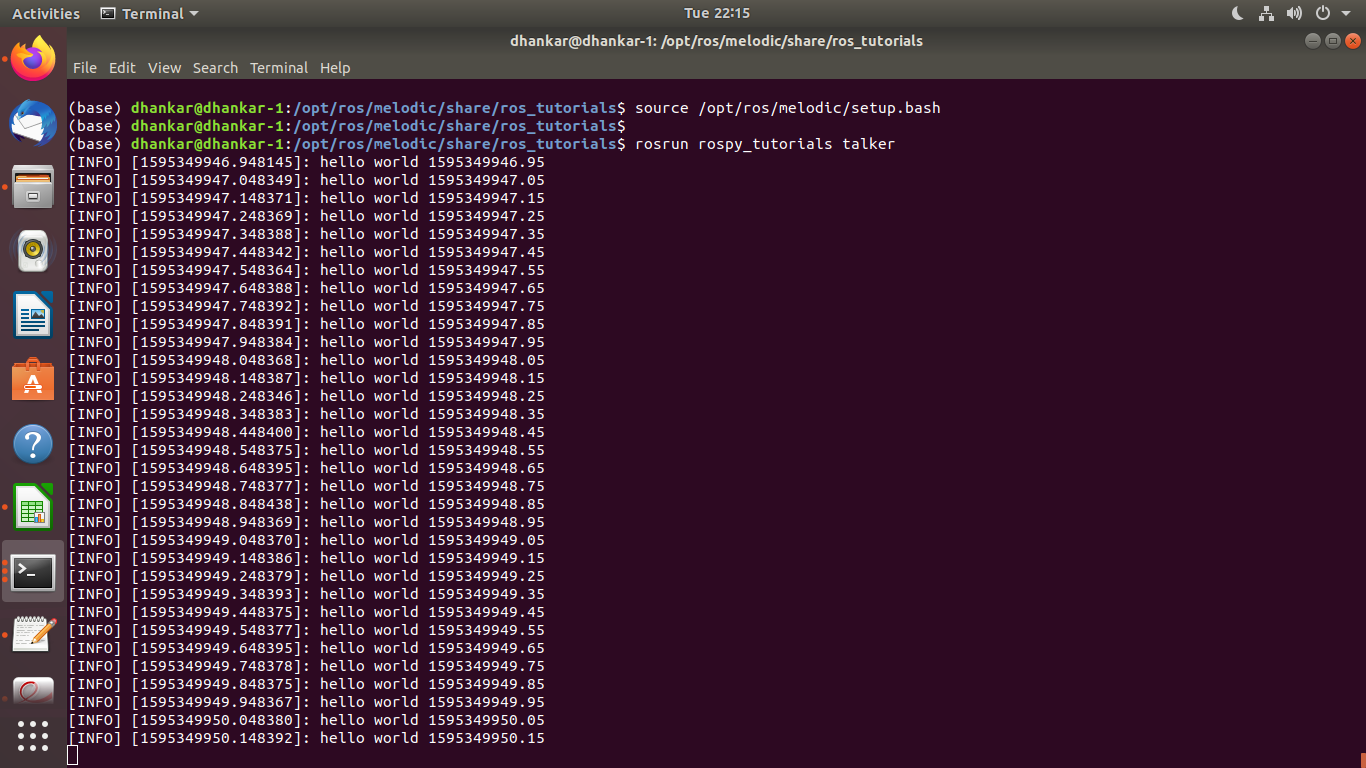 Activities Terminal Tue 22:15
dhankar@dhankar-1: /opt/ros/melodic/share/ros_tutorials
File Edit View Search Terminal Help
(base) dhankar@dhankar-1:/opt/ros/melodic/share/ros_tutorials$ source /opt/ros/melodic/setup.bash
(base) dhankar@dhankar-1:/opt/ros/melodic/share/ros_tutorials$
(base) dhankar@dhankar-1:/opt/ros/melodic/share/ros_tutorials$ rosrun rospy_tutorials talker
[INFO] [1595349946.948145]: hello world 1595349946.95
[INFO] [1595349947.048349]: hello world 1595349947.05
[INFO] [1595349947.148371]: hello world 1595349947.15
[INFO] [1595349947.248369]: hello world 1595349947.25
[INFO] [1595349947.348388]: hello world 1595349947.35
[INFO] [1595349947.448342]: hello world 1595349947.45
[INFO] [1595349947.548364]: hello world 1595349947.55
[INFO] [1595349947.648388]: hello world 1595349947.65
[INFO] [1595349947.748392]: hello world 1595349947.75
[INFO] [1595349947.848391]: hello world 1595349947.85
[INFO] [1595349947.948384]: hello world 1595349947.95
[INFO] [1595349948.048368]: hello world 1595349948.05
[INFO] [1595349948.148387]: hello world 1595349948.15
[INFO] [1595349948.248346]: hello world 1595349948.25
[INFO] [1595349948.348383]: hello world 1595349948.35
[INFO] [1595349948.448400]: hello world 1595349948.45
[INFO] [1595349948.548375]: hello world 1595349948.55
[INFO] [1595349948.648395]: hello world 1595349948.65
[INFO] [1595349948.748377]: hello world 1595349948.75
[INFO] [1595349948.848438]: hello world 1595349948.85
[INFO] [1595349948.948369]: hello world 1595349948.95
[INFO] [1595349949.048370]: hello world 1595349949.05
[INFO] [1595349949.148386]: hello world 1595349949.15
[INFO] [1595349949.248379]: hello world 1595349949.25
[INFO] [1595349949.348393]: hello world 1595349949.35
[INFO] [1595349949.448375]: hello world 1595349949.45
[INFO] [1595349949.548377]: hello world 1595349949.55
[INFO] [1595349949.648395]: hello world 1595349949.65
[INFO] [1595349949.748378]: hello world 1595349949.75
[INFO] [1595349949.848375]: hello world 1595349949.85
[INFO] [1595349949.948367]: hello world 1595349949.95
[INFO] [1595349950.048380]: hello world 1595349950.05
[INFO] [1595349950.148392]: hello world 1595349950.15